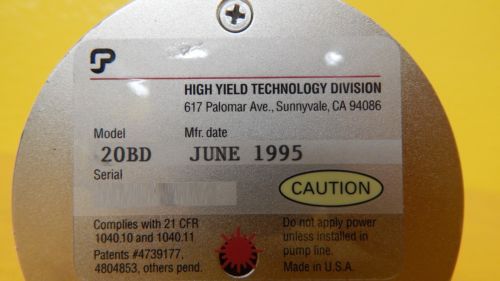 HIGH YIELD TECHNOLOGY DIVISION
617 Palomar Ave., Sunnyvale, CA 94086
Model Mfr. date
20BD JUNE 1995
Serial
CAUTION
Complies with 21 CFR
1040.10 and 1040.11
Patents #4739177,
4804853, others pend.
Do not apply power
unless installed in
pump line.
Made in U.S.A.